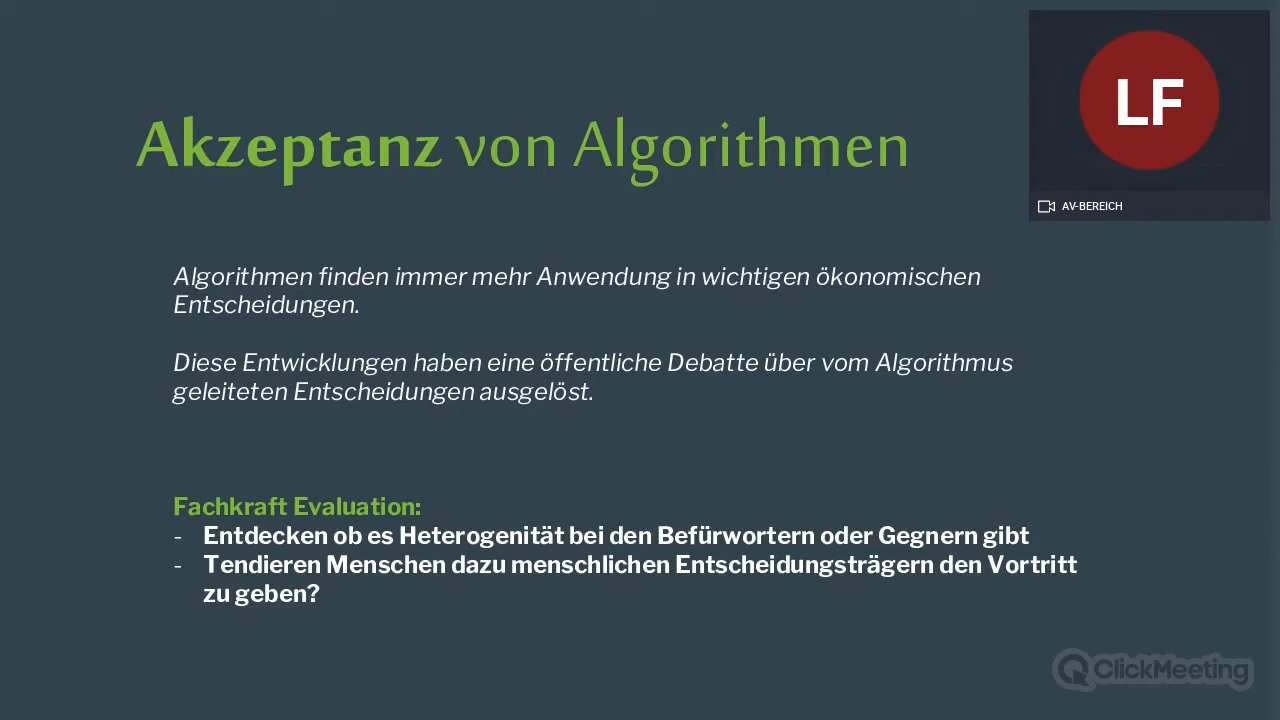 Akzeptanz von Algorithmen
LF
AV-BEREICH
Algorithmen finden immer mehr Anwendung in wichtigen ökonomischen
Entscheidungen.
Diese Entwicklungen haben eine öffentliche Debatte über vom Algorithmus
geleiteten Entscheidungen ausgelöst.
Fachkraft Evaluation:
- Entdecken ob es Heterogenität bei den Befürwortern oder Gegnern gibt
- Tendieren Menschen dazu menschlichen Entscheidungsträgern den Vortritt
zu geben?
ClickMeeting